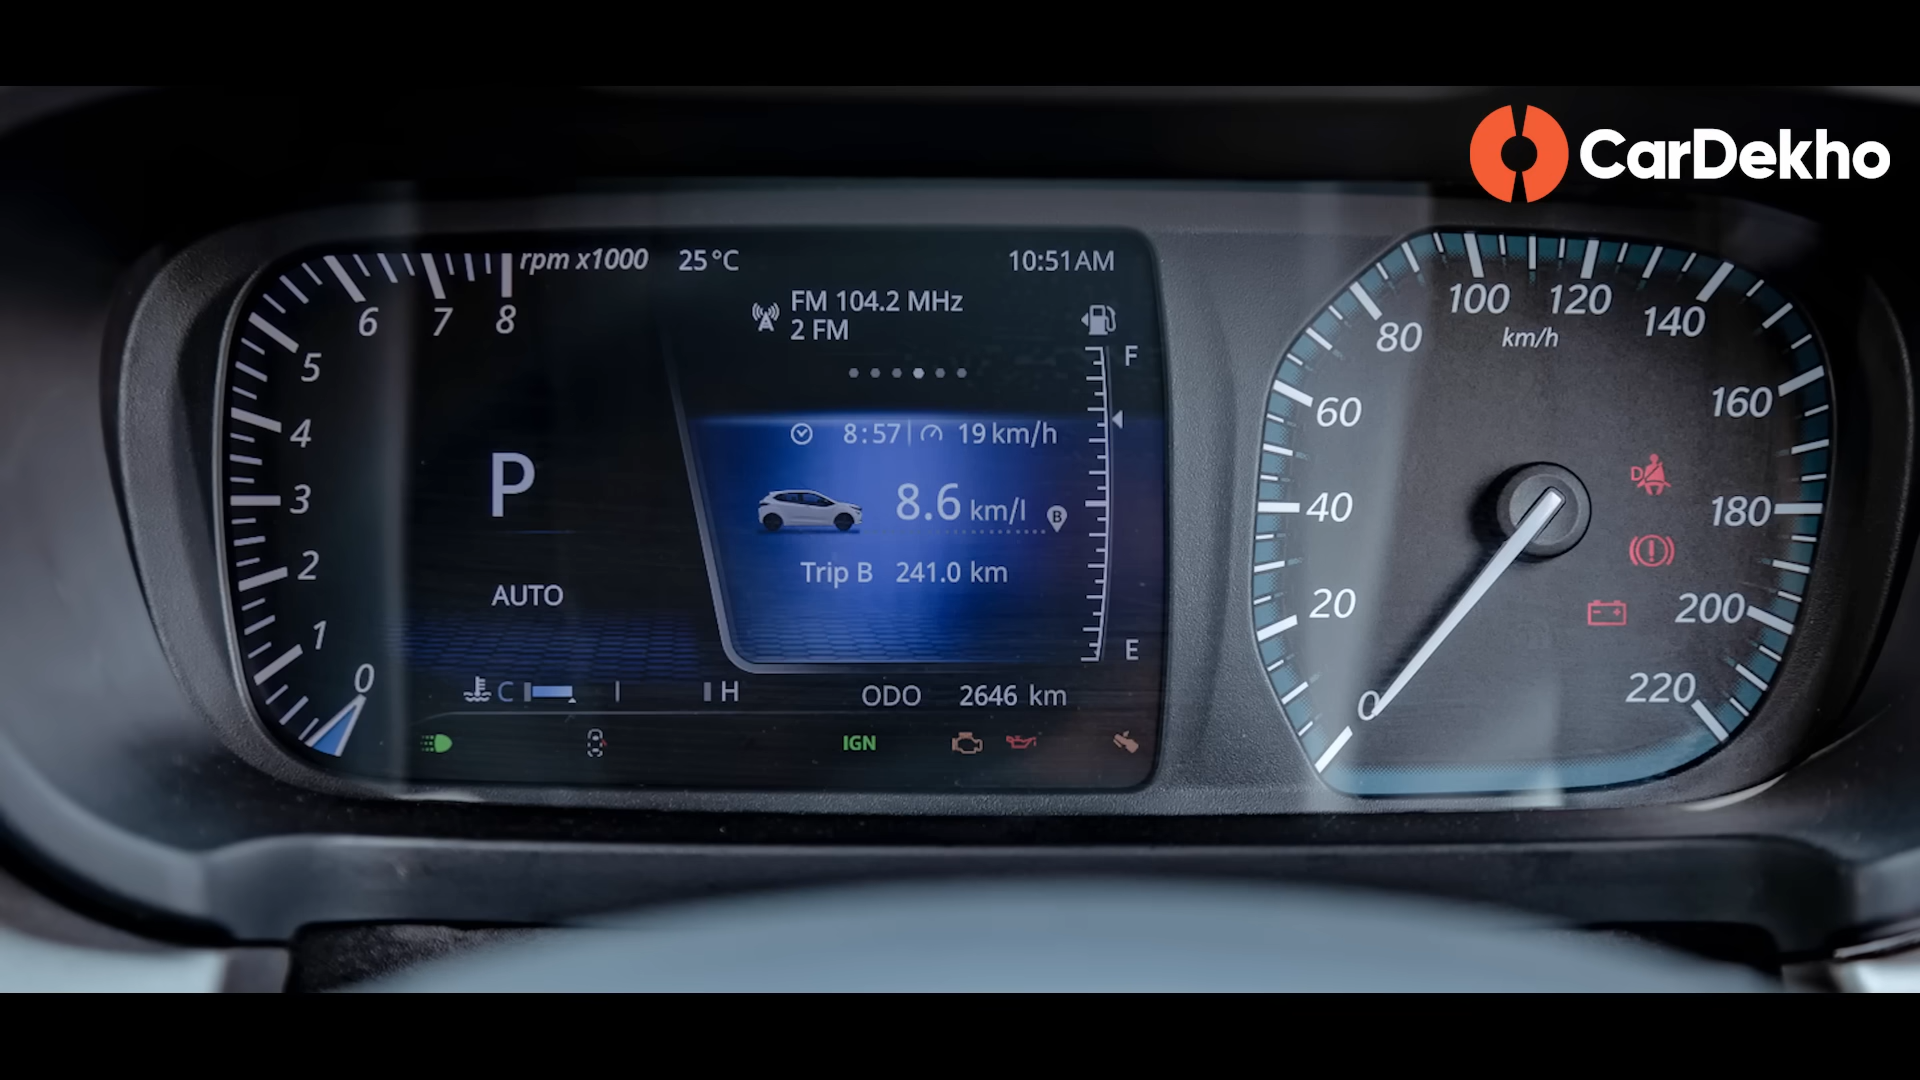 CarDekho
rpm x1000
25°C
10:51AM
FM 104.2 MHz
2 FM
0
1
2
3
4
5
6
7
8
F
E
8:57
19 km/h
8.6 km/l
B
Trip B 241.0 km
P
AUTO
C
H
ODO 2646 km
IGN
0
20
40
60
80
100
120
140
160
180
200
220
km/h
D